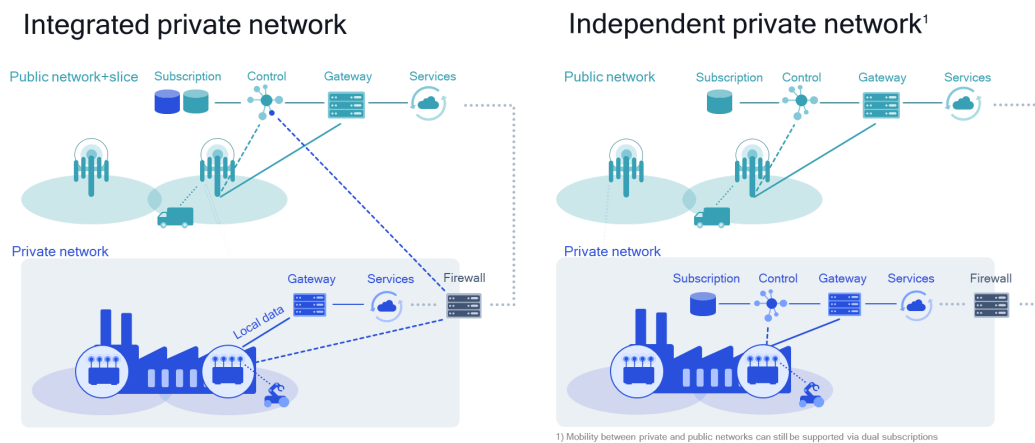 Integrated private network
Public network+slice
Subscription
Control
Gateway
Services
Private network
Gateway
Services
Firewall
Local data
Independent private network¹
Public network
Subscription
Control
Gateway
Services
Private network
Subscription
Control
Gateway
Services
Firewall
1) Mobility between private and public networks can still be supported via dual subscriptions